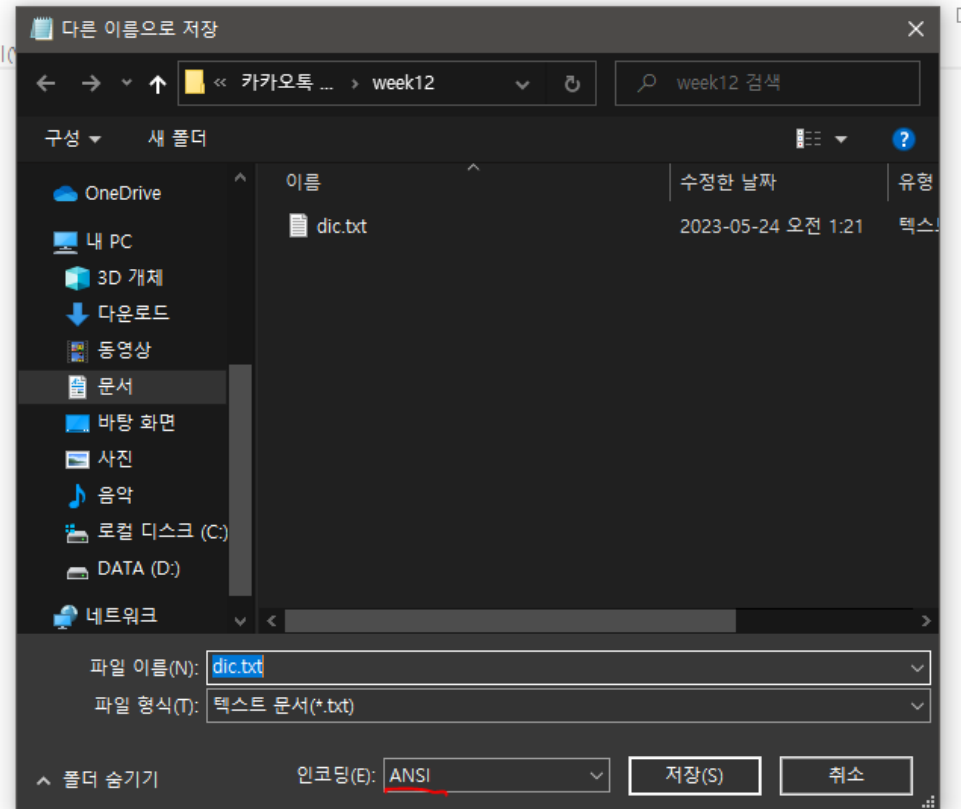 다른 이름으로 저장
« 카카오톡 ... › week12
week12 검색
구성
새 폴더
이름
수정한 날짜
유형
OneDrive
dic.txt
2023-05-24 오전 1:21
내 PC
3D 개체
다운로드
동영상
문서
바탕 화면
사진
음악
로컬 디스크 (C:)
DATA (D:)
네트워크
파일 이름(N): dic.txt
파일 형식(T): 텍스트 문서(*.txt)
폴더 숨기기
인코딩(E): ANSI
저장(S)
취소